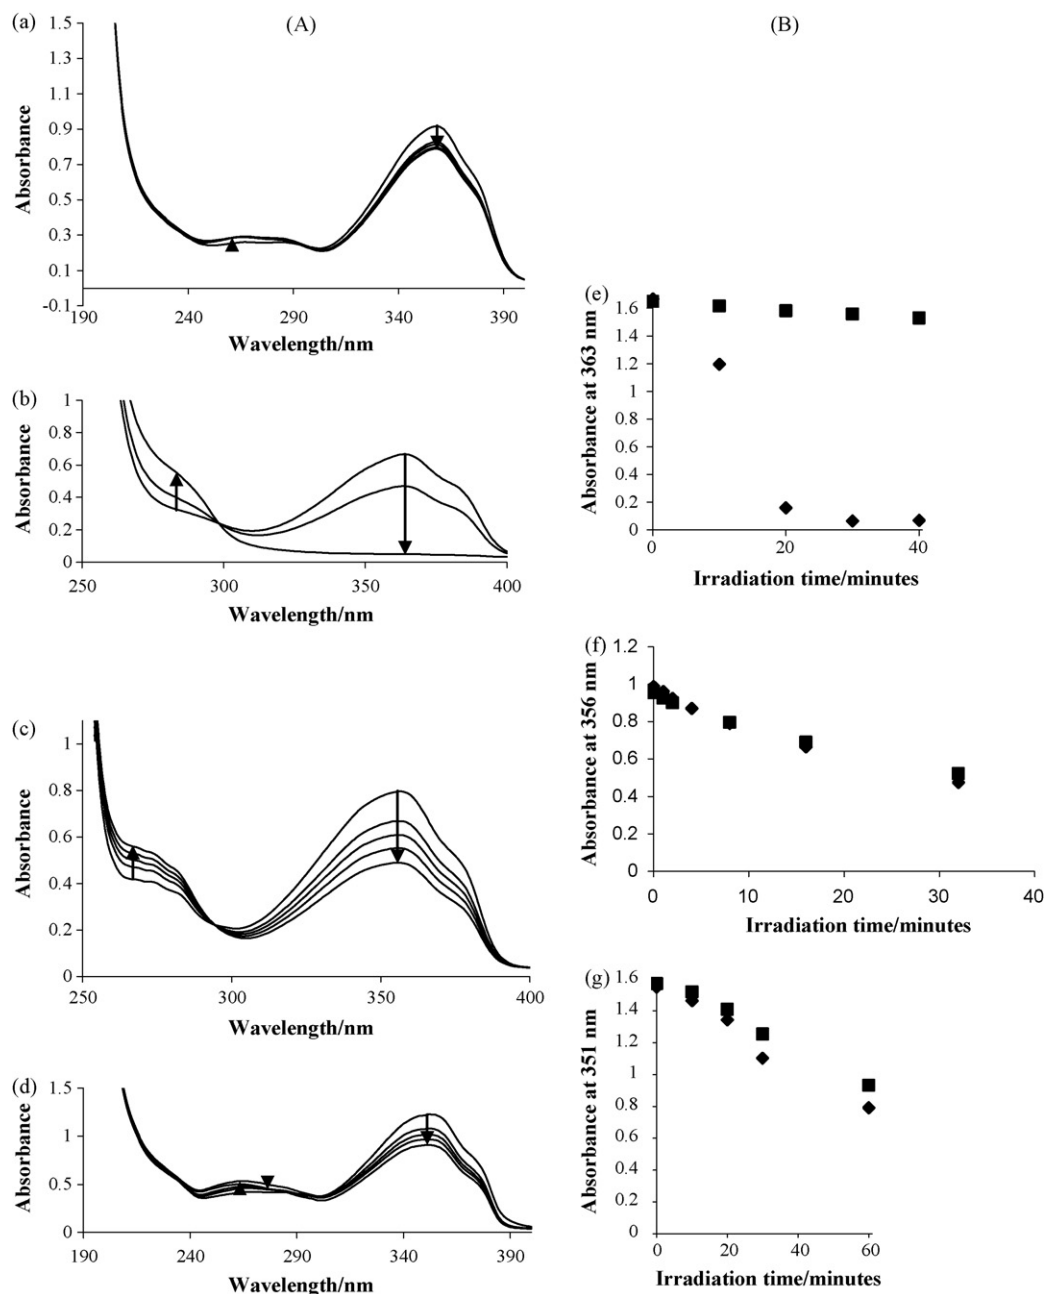 (a) (A) (B)
1.5
1.3
1.1
0.9
0.7
0.5
0.3
0.1
-0.1
Absorbance
190 240 290 340 390
Wavelength/nm
(b)
1
0.8
0.6
0.4
0.2
0
Absorbance
250 300 350 400
Wavelength/nm
(c)
1
0.8
0.6
0.4
0.2
0
Absorbance
250 300 350 400
Wavelength/nm
(d)
1.5
1
0.5
0
Absorbance
190 240 290 340 390
Wavelength/nm
(e)
1.6
1.4
1.2
1
0.8
0.6
0.4
0.2
0
Absorbance at 363 nm
0 20 40
Irradiation time/minutes
(f)
1.2
1
0.8
0.6
0.4
0.2
0
Absorbance at 356 nm
0 10 20 30 40
Irradiation time/minutes
(g)
1.6
1.4
1.2
1
0.8
0.6
0.4
0.2
0
Absorbance at 351 nm
0 20 40 60
Irradiation time/minutes